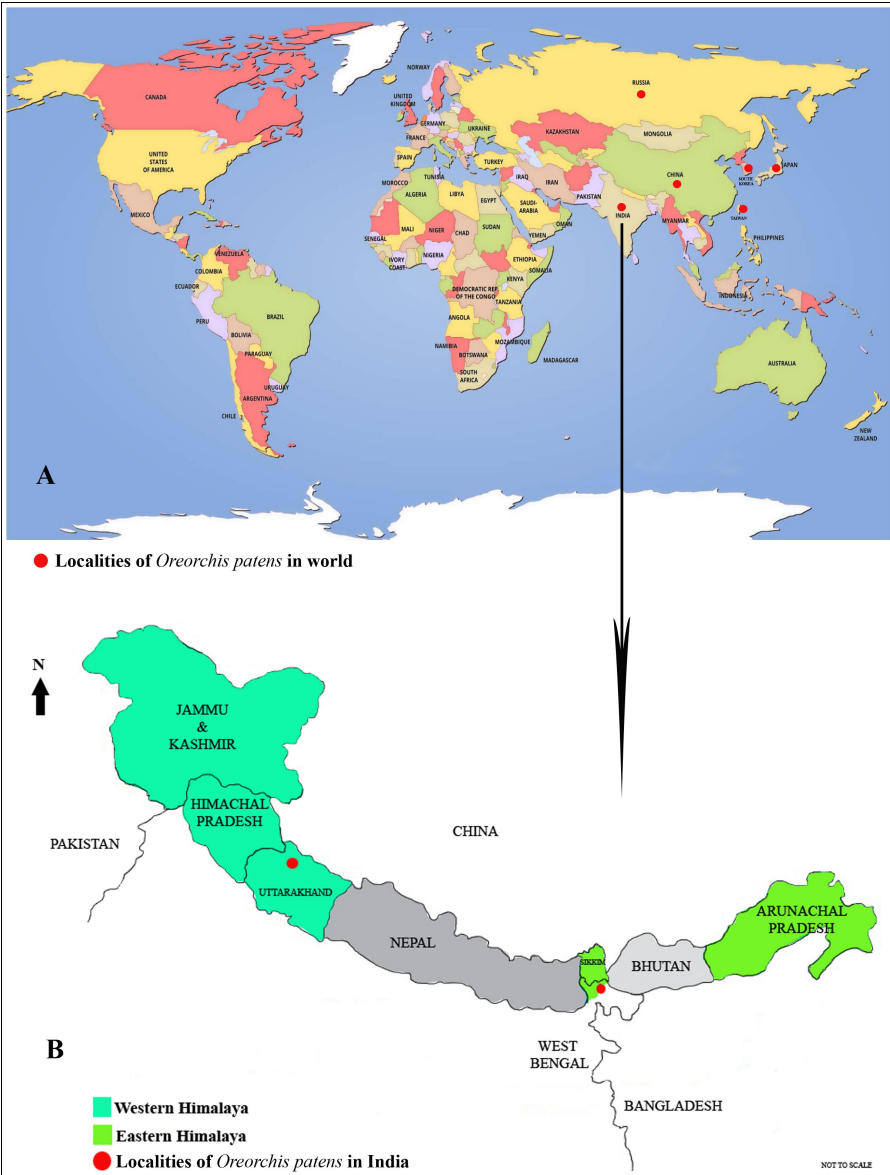 RUSSIA
NORWAY
CANADA
UNITED
KINGDOM
GERMANY
UKRAINE
KAZAKHSTAN
MONGOLIA
FRANCE
UNITED
STATES
OF AMERICA
SPAIN
TURKEY
CHINA
SOUTH
KOREA
JAPAN
TUNISIA
MOROCCO
IRAQ
IRAN
PAKISTAN
ALGERIA
LIBYA
EGYPT
SAUDI-
ARABIA
INDIA
TAIWAN
MEXICO
MALI
NIGER
CHAD
SUDAN
OMAN
YEMEN
MYANMAR
PHILIPPINES
SENEGAL
VENEZUELA
IVORY
COAST
NIGERIA
ETHIOPIA
SOMALIA
COLOMBIA
ECUADOR
KENYA
DEMOCRATIC REP.
OF THE CONGO
TANZANIA
INDONESIA
PERU
BRAZIL
ANGOLA
BOLIVIA
NAMIBIA
MOZAMBIQUE
BOTSWANA
MADAGASCAR
PARAGUAY
SOUTH
AFRICA
AUSTRALIA
URUGUAY
ARGENTINA
CHILE
NEW
ZEALAND
A
Localities of Oreorchis patens in world
N
JAMMU
&
KASHMIR
HIMACHAL
PRADESH
PAKISTAN
CHINA
UTTARAKHAND
NEPAL
SIKKIM
BHUTAN
ARUNACHAL
PRADESH
WEST
BENGAL
BANGLADESH
B
Western Himalaya
Eastern Himalaya
Localities of Oreorchis patens in India
NOT TO SCALE